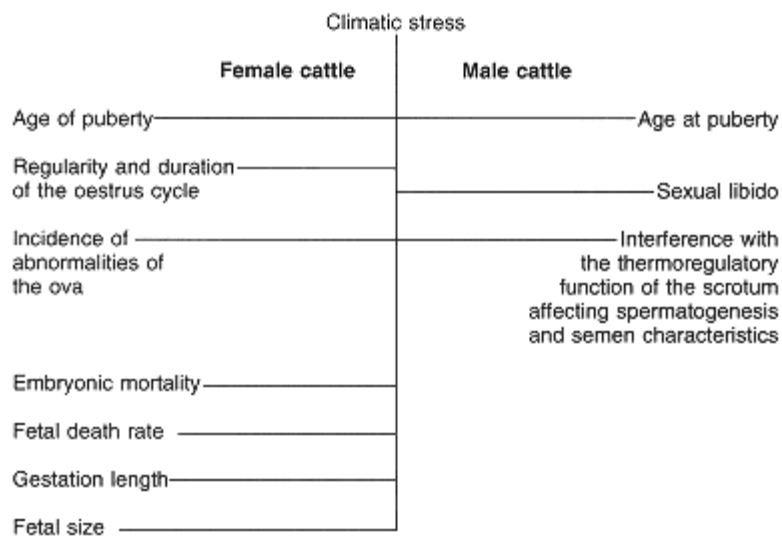 Climatic stress
Female cattle
Male cattle
Age of puberty
Age at puberty
Regularity and duration
of the oestrus cycle
Sexual libido
Incidence of
abnormalities of
the ova
Interference with
the thermoregulatory
function of the scrotum
affecting spermatogenesis
and semen characteristics
Embryonic mortality
Fetal death rate
Gestation length
Fetal size